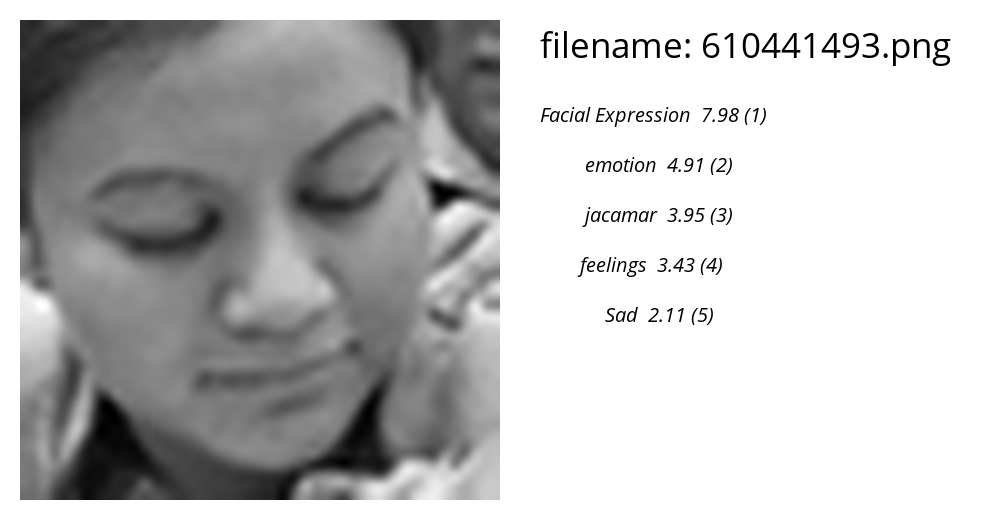 filename: 610441493.png
Facial Expression 7.98 (1)
emotion 4.91 (2)
jacamar 3.95 (3)
feelings 3.43 (4)
Sad 2.11 (5)